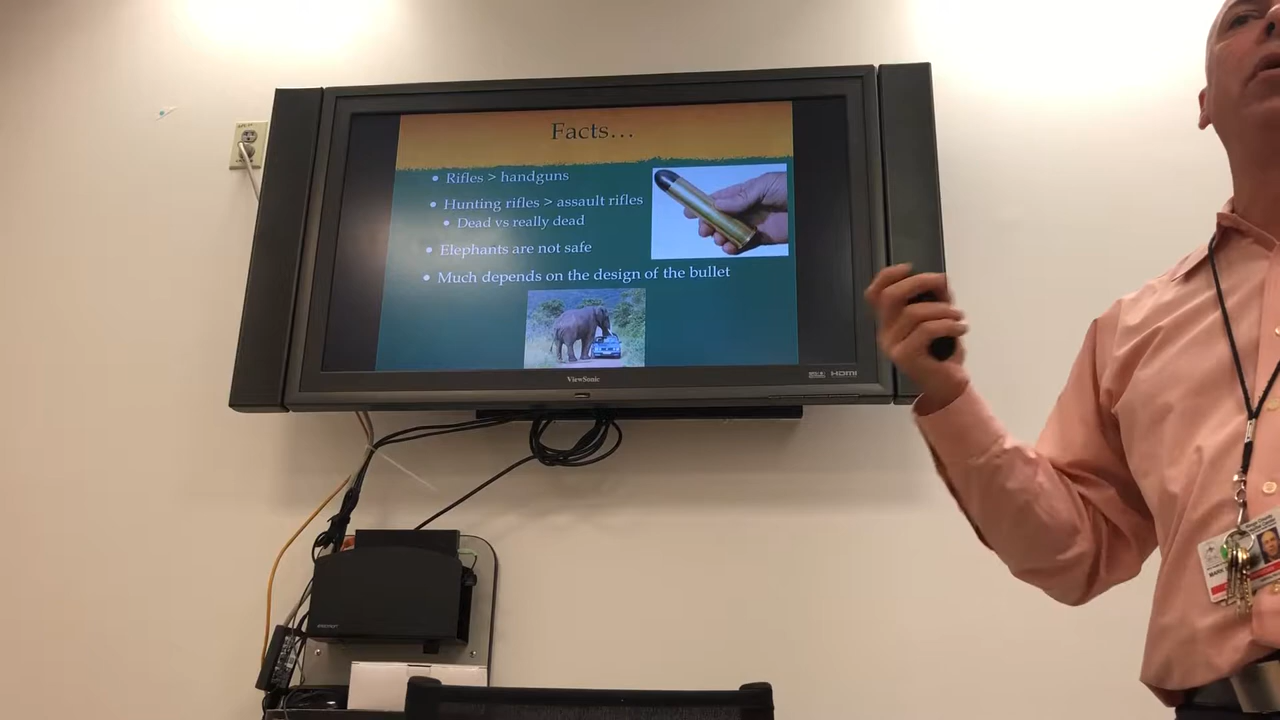 Facts…
Rifles > handguns
Hunting rifles > assault rifles
Dead vs really dead
Elephants are not safe
Much depends on the design of the bullet
ViewSonic
HDMI
MARK